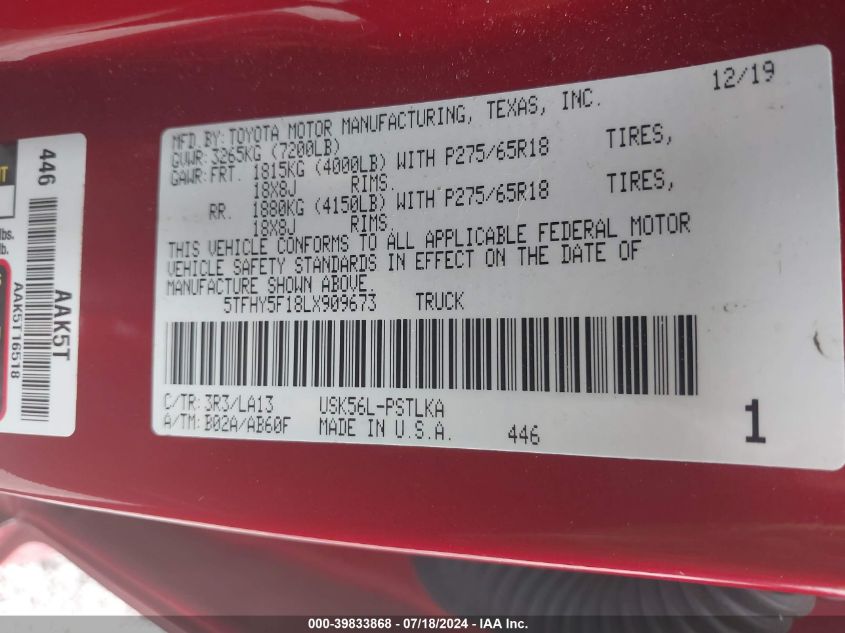 12/19
MFD.BY:TOYOTA MOTOR MANUFACTURING, TEXAS, INC.
GVWR:3265KG (7200LB)
GAWR:FRT. 1815KG (4000LB) WITH P275/65R18 TIRES,
18X8J RIMS.
RR. 1880KG (4150LB) WITH P275/65R18 TIRES,
18X8J RIMS.
THIS VEHICLE CONFORMS TO ALL APPLICABLE FEDERAL MOTOR
VEHICLE SAFETY STANDARDS IN EFFECT ON THE DATE OF
MANUFACTURE SHOWN ABOVE.
5TFHY5F18LX909673 TRUCK
C/TR:3R3/LA13 USK56L-PSTLKA
A/TM:B02A/AB60F MADE IN U.S.A. 446 1
446
AAK5T
AAK5T16518
lbs.
lb.
000-39833868 - 07/18/2024 - IAA Inc.